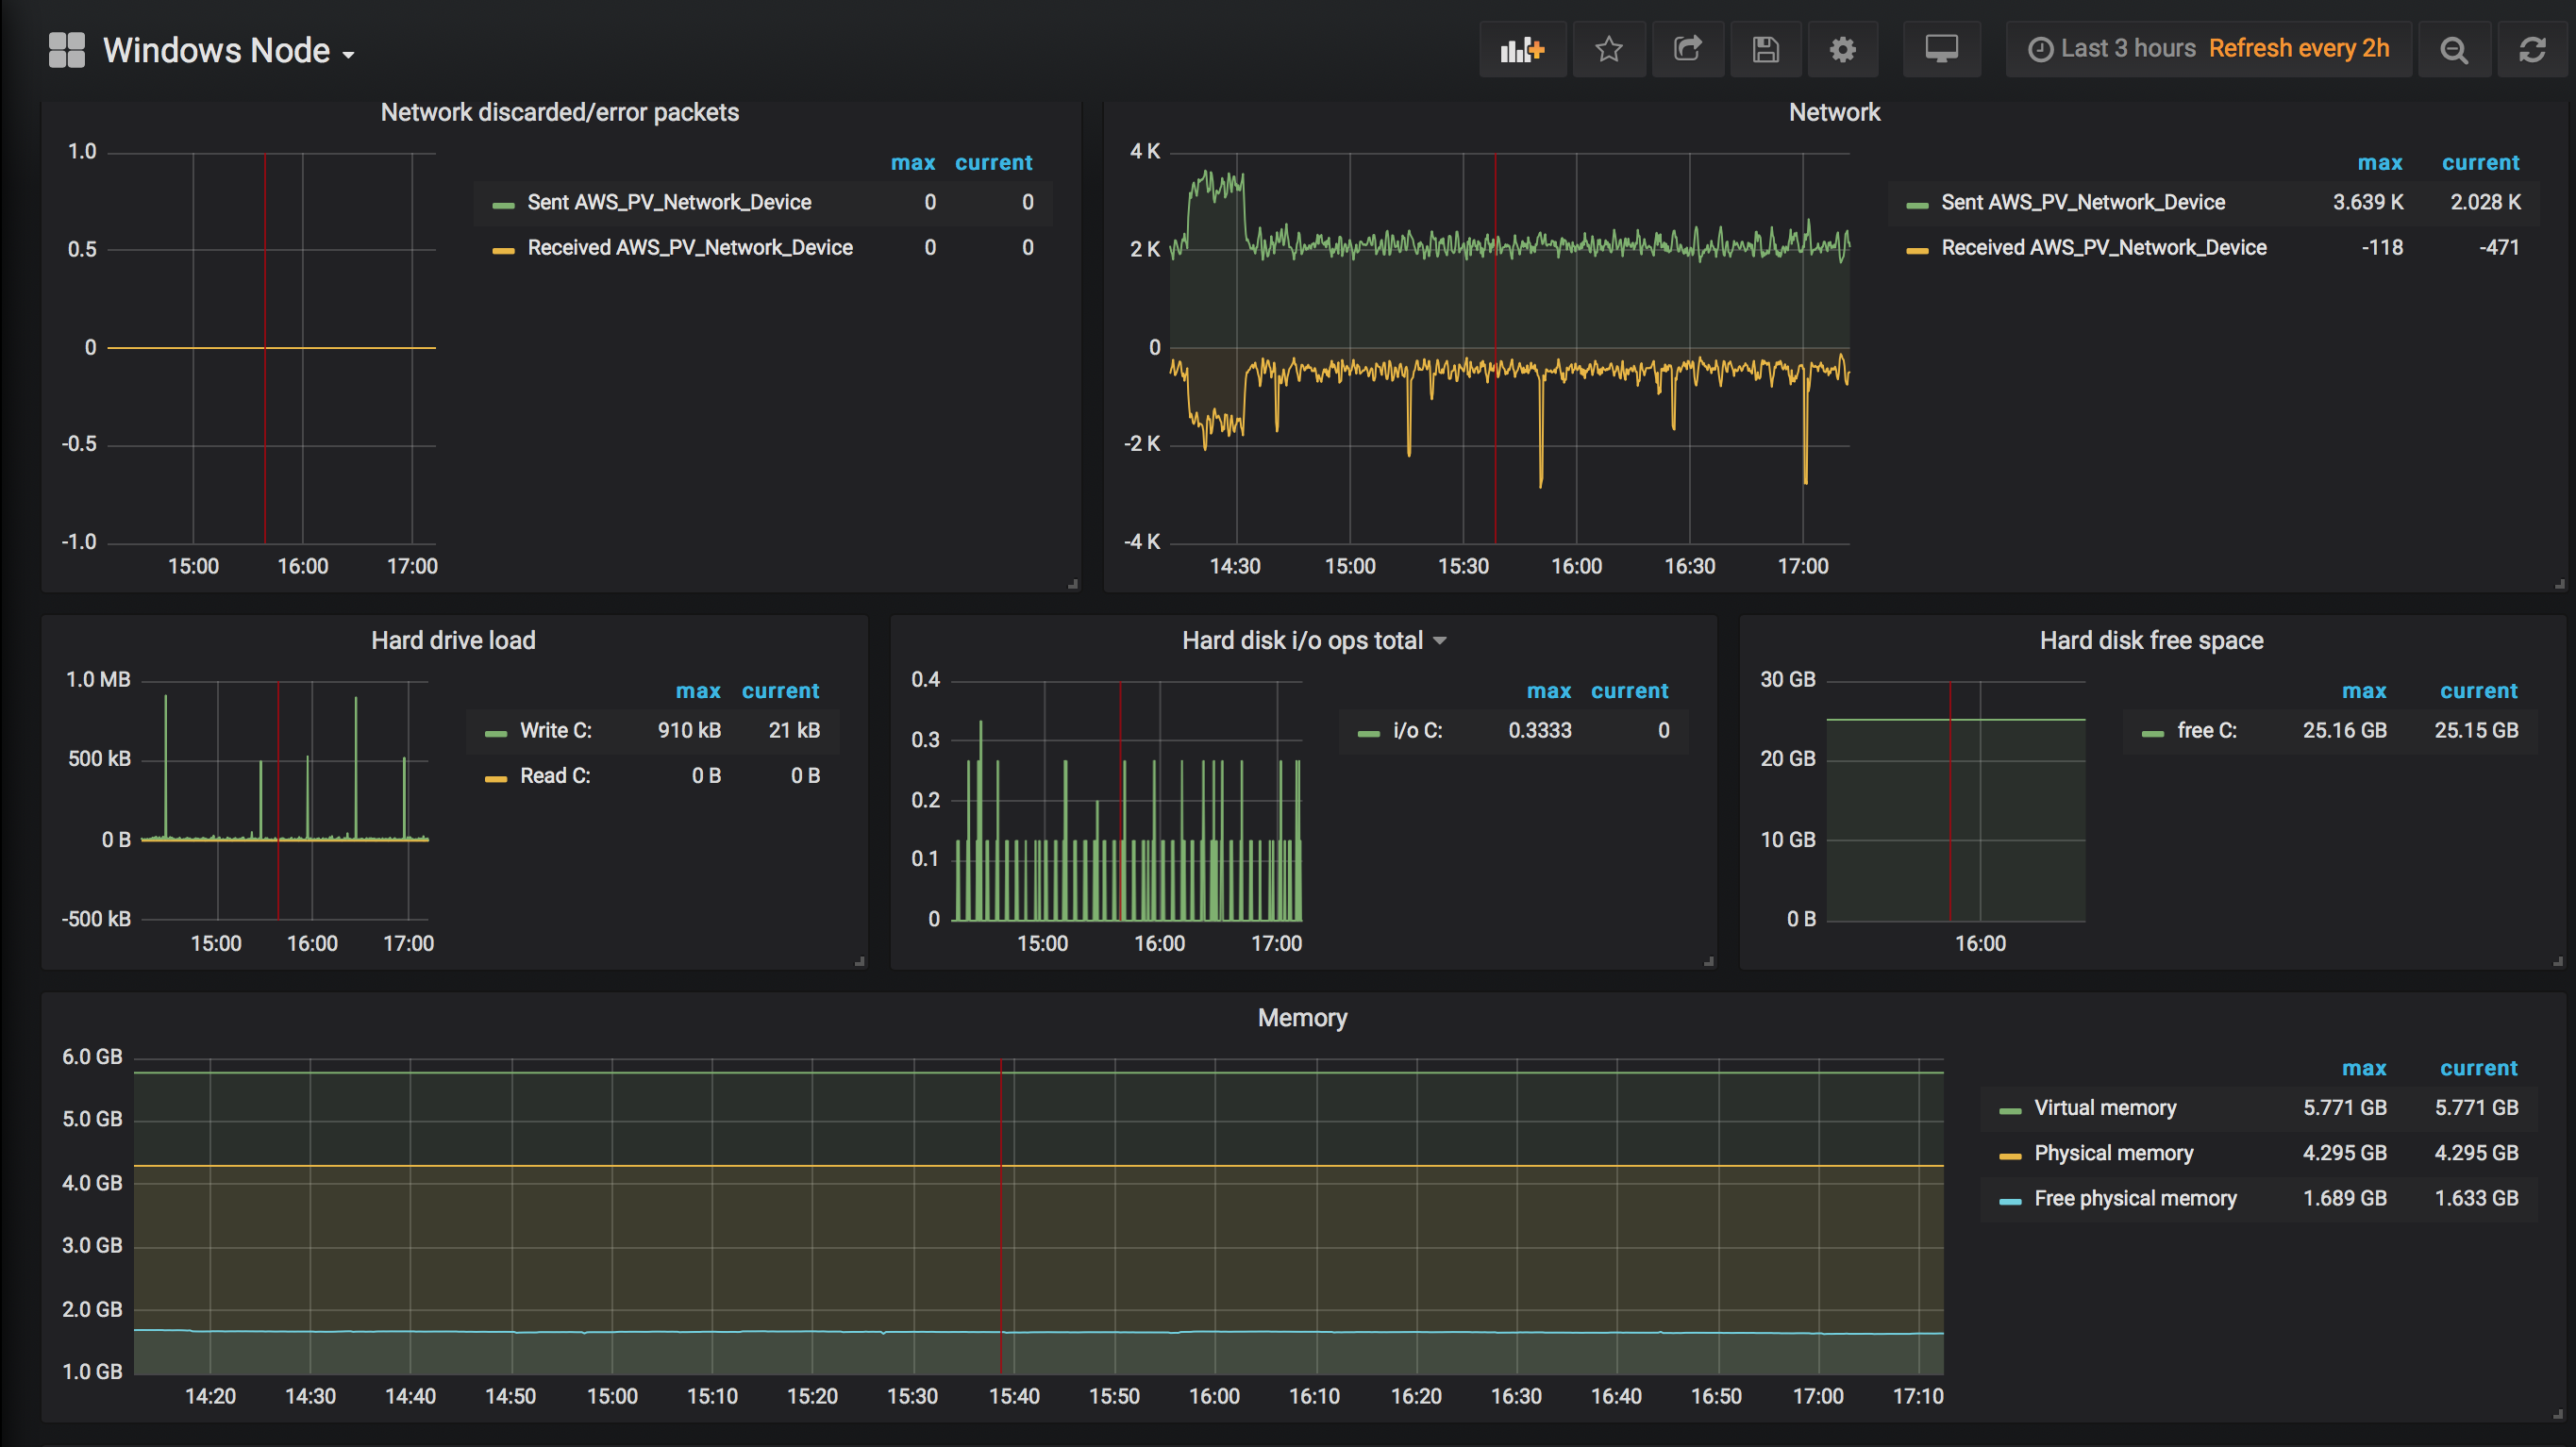 Windows Node
Last 3 hours Refresh every 2h
Network discarded/error packets
1.0
0.5
0
-0.5
-1.0
15:00 16:00 17:00
max current
Sent AWS_PV_Network_Device 0 0
Received AWS_PV_Network_Device 0 0
Network
4 K
2 K
0
-2 K
-4 K
14:30 15:00 15:30 16:00 16:30 17:00
max current
Sent AWS_PV_Network_Device 3.639 K 2.028 K
Received AWS_PV_Network_Device -118 -471
Hard drive load
1.0 MB
500 kB
0 B
-500 kB
15:00 16:00 17:00
max current
Write C: 910 kB 21 kB
Read C: 0 B 0 B
Hard disk i/o ops total
0.4
0.3
0.2
0.1
0
15:00 16:00 17:00
max current
i/o C: 0.3333 0
Hard disk free space
30 GB
20 GB
10 GB
0 B
16:00
max current
free C: 25.16 GB 25.15 GB
Memory
6.0 GB
5.0 GB
4.0 GB
3.0 GB
2.0 GB
1.0 GB
14:20 14:30 14:40 14:50 15:00 15:10 15:20 15:30 15:40 15:50 16:00 16:10 16:20 16:30 16:40 16:50 17:00 17:10
max current
Virtual memory 5.771 GB 5.771 GB
Physical memory 4.295 GB 4.295 GB
Free physical memory 1.689 GB 1.633 GB